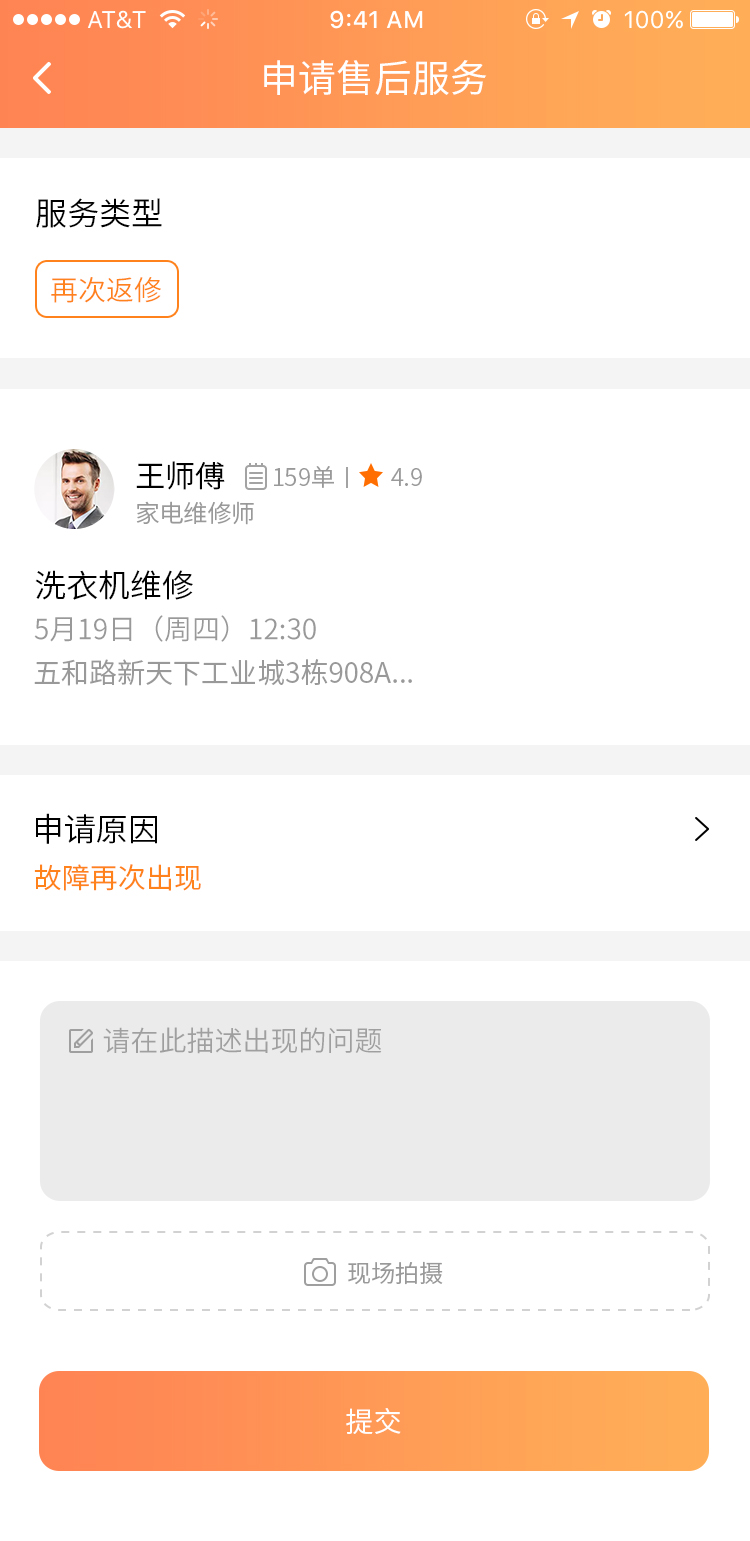 AT&T 9:41 AM 100%
申请售后服务
服务类型
再次返修
王师傅 159单 4.9
家电维修师
洗衣机维修
5月19日（周四）12:30
五和路新天下工业城3栋908A...
申请原因
故障再次出现
请在此描述出现的问题
现场拍摄
提交